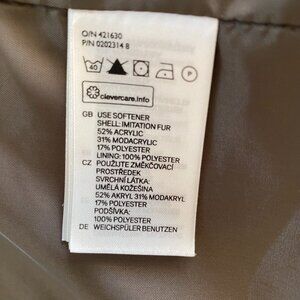 O/N 421630
P/N 0202314 8
40 P
clevercare.info
GB USE SOFTENER
SHELL: IMITATION FUR
52% ACRYLIC
31% MODACRYLIC
17% POLYESTER
LINING: 100% POLYESTER
CZ POUŽIJTE ZMĚKČOVACÍ
PROSTŘEDEK
SVRCHNÍ LÁTKA:
UMĚLÁ KOŽEŠINA
52% AKRYL 31% MODAKRYL
17% POLYESTER
PODŠÍVKA:
100% POLYESTER
DE WEICHSPÜLER BENUTZEN